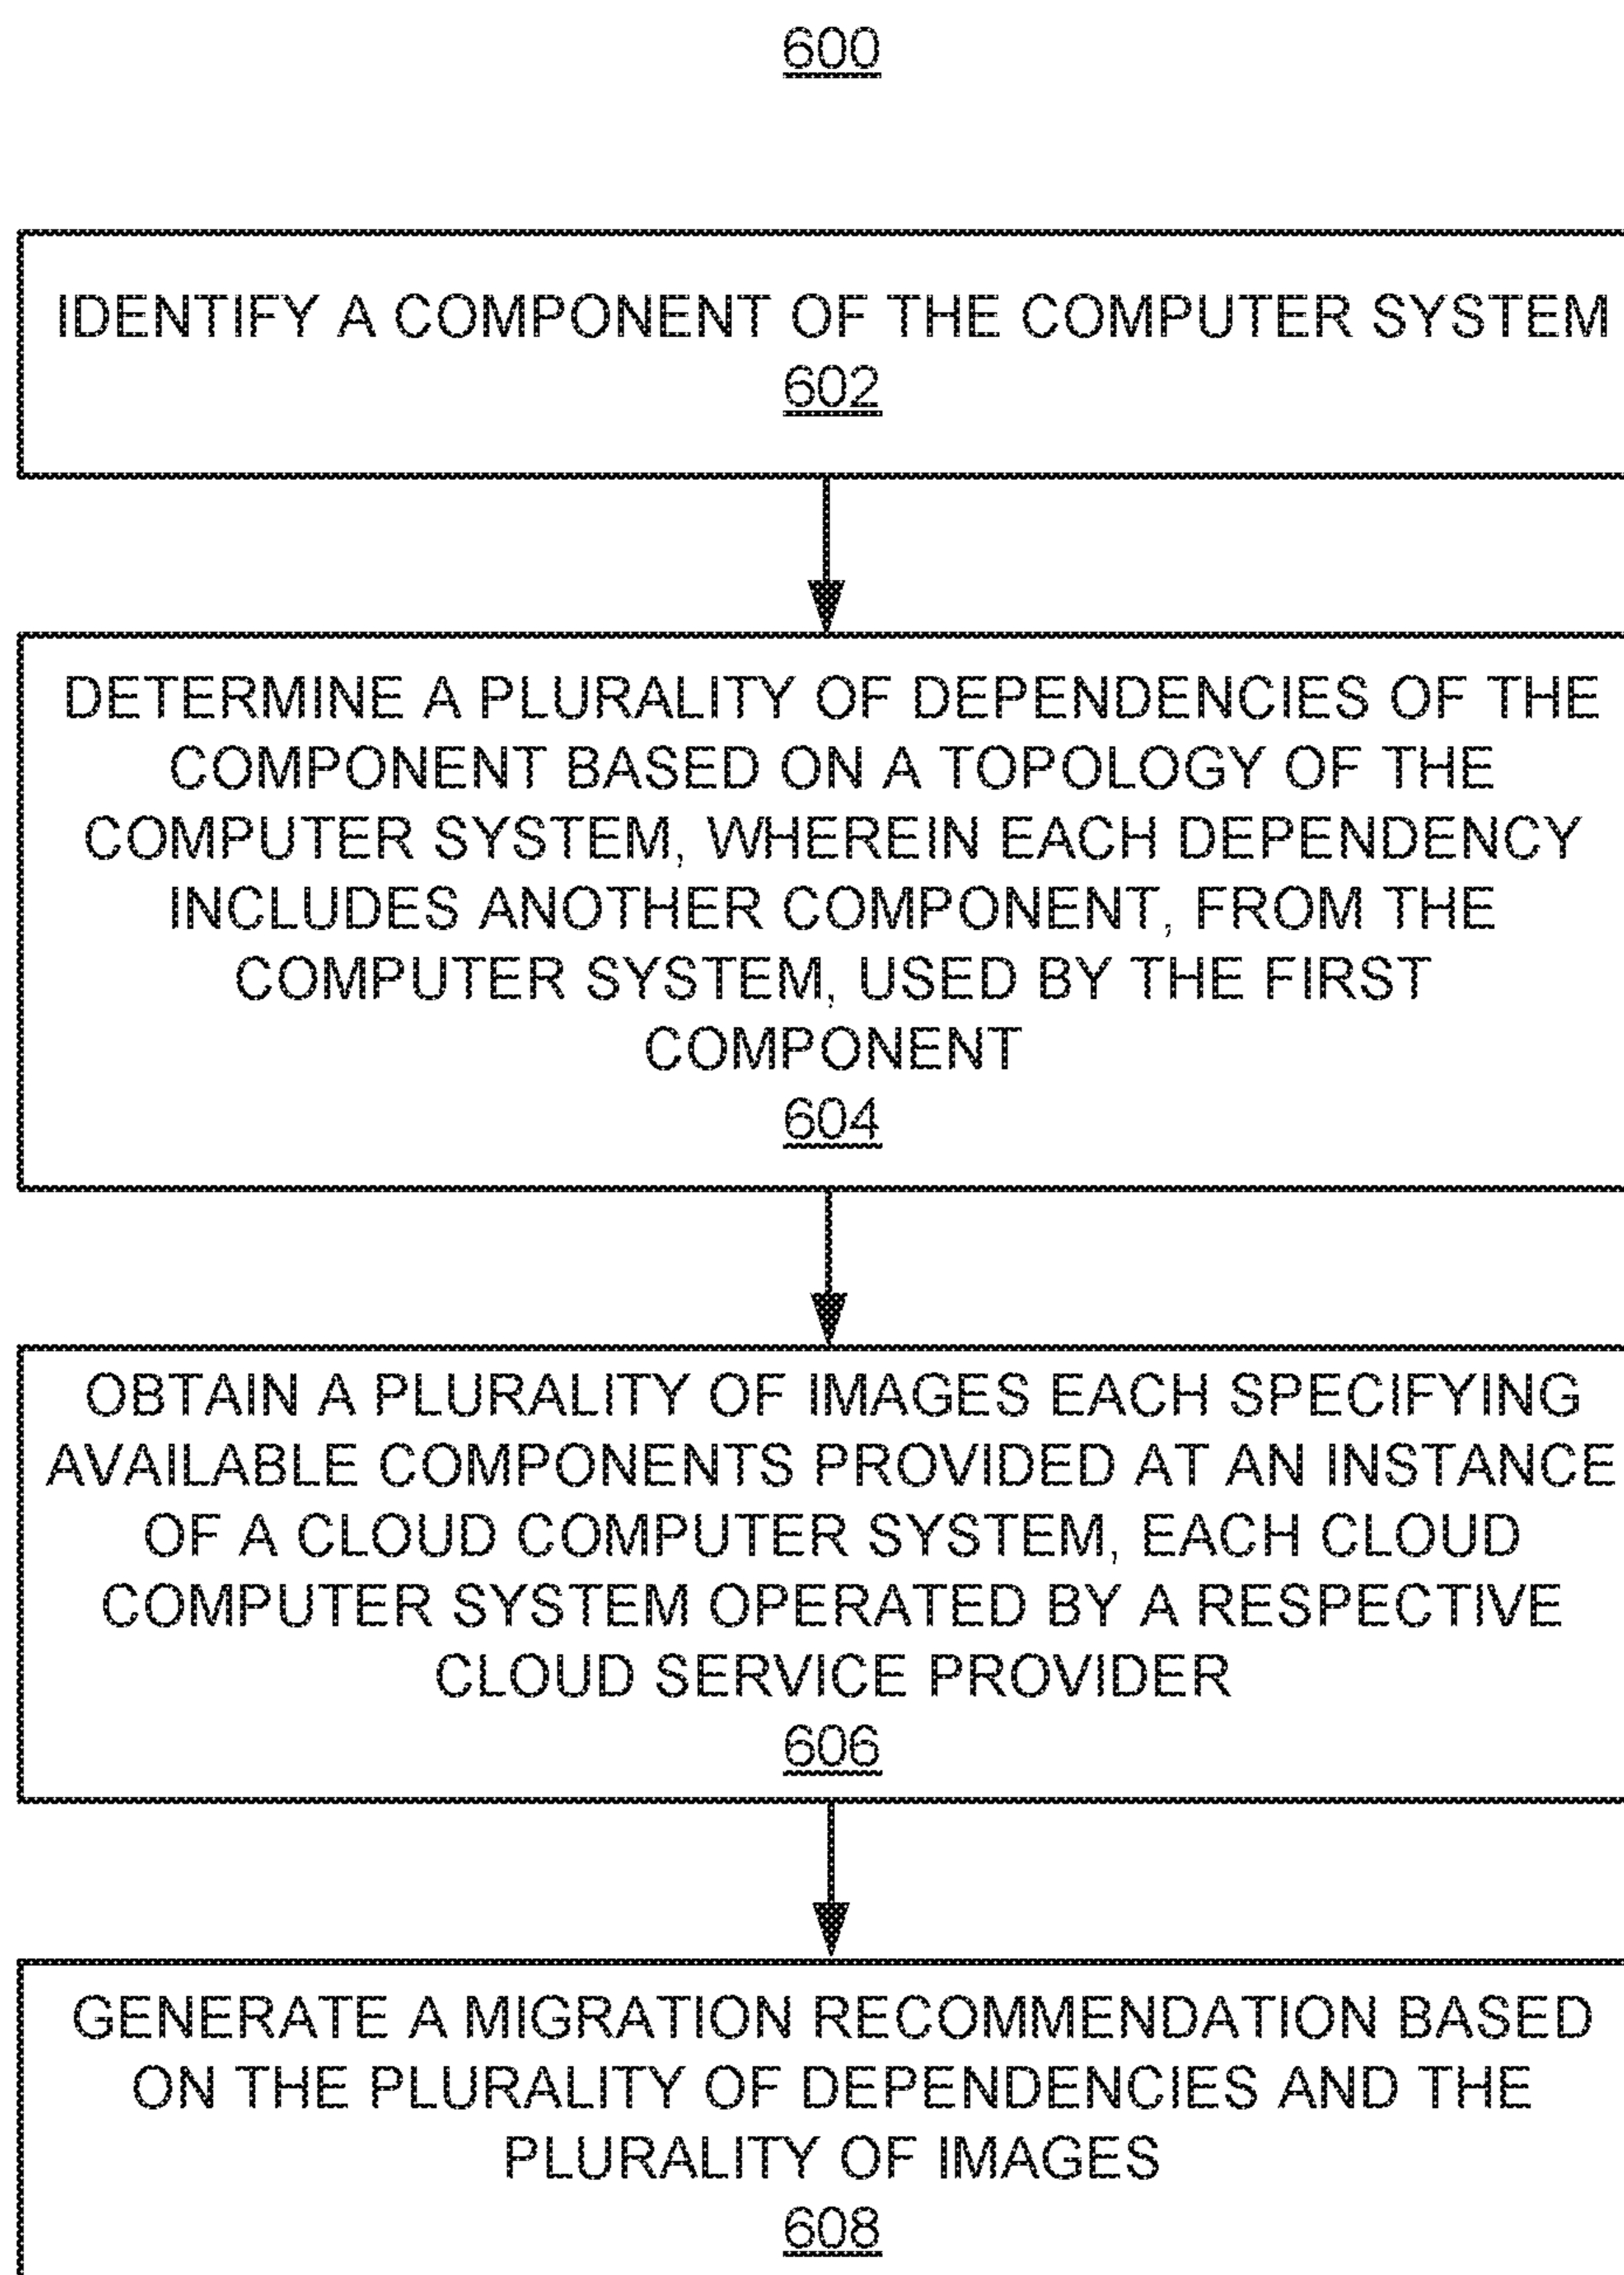 600
IDENTIFY A COMPONENT OF THE COMPUTER SYSTEM
602
DETERMINE A PLURALITY OF DEPENDENCIES OF THE
COMPONENT BASED ON A TOPOLOGY OF THE
COMPUTER SYSTEM, WHEREIN EACH DEPENDENCY
INCLUDES ANOTHER COMPONENT, FROM THE
COMPUTER SYSTEM, USED BY THE FIRST
COMPONENT
604
OBTAIN A PLURALITY OF IMAGES EACH SPECIFYING
AVAILABLE COMPONENTS PROVIDED AT AN INSTANCE
OF A CLOUD COMPUTER SYSTEM, EACH CLOUD
COMPUTER SYSTEM OPERATED BY A RESPECTIVE
CLOUD SERVICE PROVIDER
606
GENERATE A MIGRATION RECOMMENDATION BASED
ON THE PLURALITY OF DEPENDENCIES AND THE
PLURALITY OF IMAGES
608